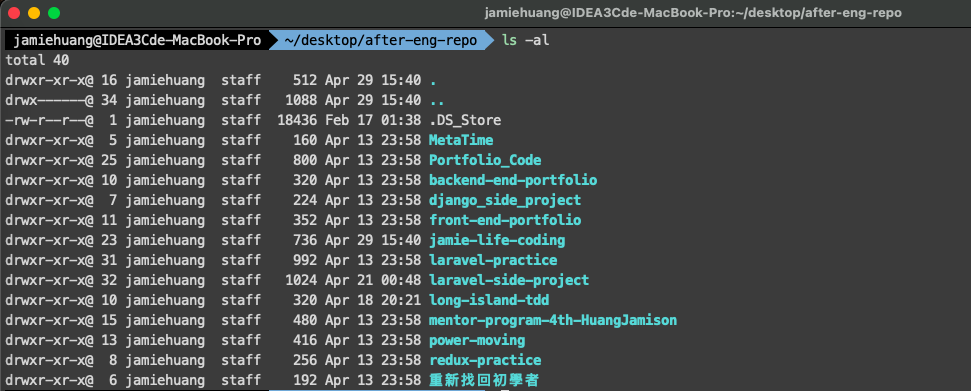 jamiehuang@IDEA3Cde-MacBook-Pro:~/desktop/after-eng-repo
jamiehuang@IDEA3Cde-MacBook-Pro ~/desktop/after-eng-repo ls -al
total 40
drwxr-xr-x@ 16 jamiehuang staff 512 Apr 29 15:40 .
drwx------@ 34 jamiehuang staff 1088 Apr 29 15:40 ..
-rw-r--r--@ 1 jamiehuang staff 18436 Feb 17 01:38 .DS_Store
drwxr-xr-x@ 5 jamiehuang staff 160 Apr 13 23:58 MetaTime
drwxr-xr-x@ 25 jamiehuang staff 800 Apr 13 23:58 Portfolio_Code
drwxr-xr-x@ 10 jamiehuang staff 320 Apr 13 23:58 backend-end-portfolio
drwxr-xr-x@ 7 jamiehuang staff 224 Apr 13 23:58 django_side_project
drwxr-xr-x@ 11 jamiehuang staff 352 Apr 13 23:58 front-end-portfolio
drwxr-xr-x@ 23 jamiehuang staff 736 Apr 29 15:40 jamie-life-coding
drwxr-xr-x@ 31 jamiehuang staff 992 Apr 13 23:58 laravel-practice
drwxr-xr-x@ 32 jamiehuang staff 1024 Apr 21 00:48 laravel-side-project
drwxr-xr-x@ 10 jamiehuang staff 320 Apr 18 20:21 long-island-tdd
drwxr-xr-x@ 15 jamiehuang staff 480 Apr 13 23:58 mentor-program-4th-HuangJamison
drwxr-xr-x@ 13 jamiehuang staff 416 Apr 13 23:58 power-moving
drwxr-xr-x@ 8 jamiehuang staff 256 Apr 13 23:58 redux-practice
drwxr-xr-x@ 6 jamiehuang staff 192 Apr 13 23:58 重新找回初學者